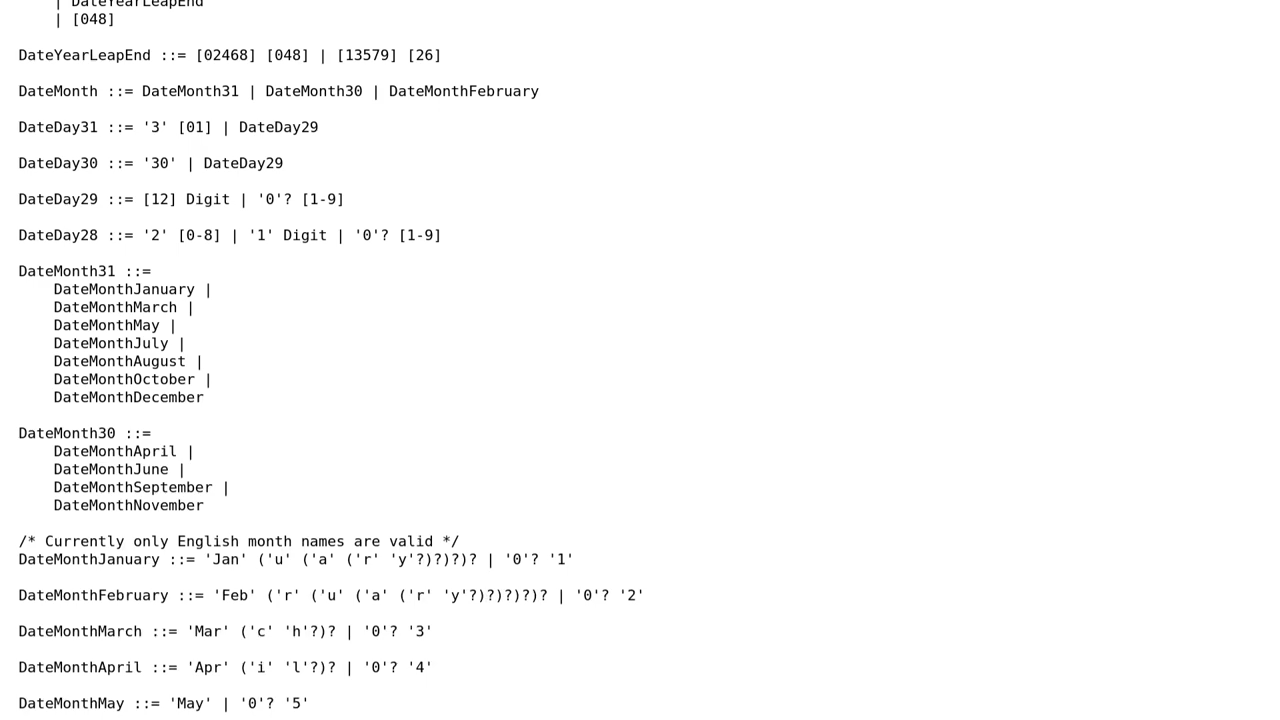 | DateYearLeapEnd
| [048]
DateYearLeapEnd ::= [02468] [048] | [13579] [26]
DateMonth ::= DateMonth31 | DateMonth30 | DateMonthFebruary
DateDay31 ::= '3' [01] | DateDay29
DateDay30 ::= '30' | DateDay29
DateDay29 ::= [12] Digit | '0'? [1-9]
DateDay28 ::= '2' [0-8] | '1' Digit | '0'? [1-9]
DateMonth31 ::=
DateMonthJanuary |
DateMonthMarch |
DateMonthMay |
DateMonthJuly |
DateMonthAugust |
DateMonthOctober |
DateMonthDecember
DateMonth30 ::=
DateMonthApril |
DateMonthJune |
DateMonthSeptember |
DateMonthNovember
/* Currently only English month names are valid */
DateMonthJanuary ::= 'Jan' ('u' ('a' ('r' 'y'?)?)?)? | '0'? '1'
DateMonthFebruary ::= 'Feb' ('r' ('u' ('a' ('r' 'y'?)?)?)?)? | '0'? '2'
DateMonthMarch ::= 'Mar' ('c' 'h'?)? | '0'? '3'
DateMonthApril ::= 'Apr' ('i' 'l'?)? | '0'? '4'
DateMonthMay ::= 'May' | '0'? '5'